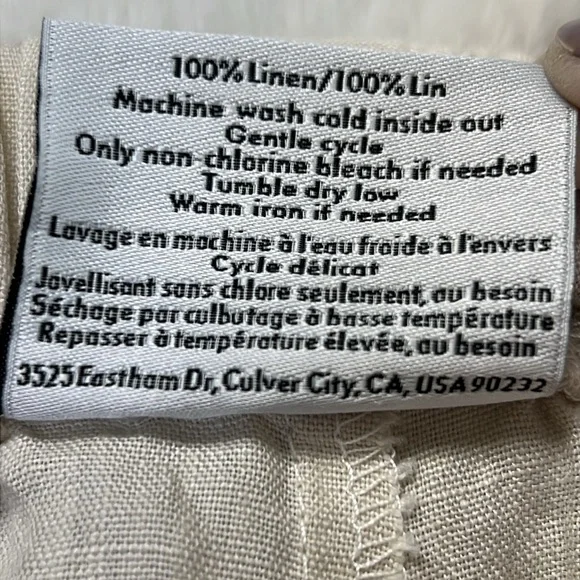 100% Linen/100% Lin
Machine wash cold inside out
Gentle cycle
Only non-chlorine bleach if needed
Tumble dry low
Warm iron if needed
Lavage en machine à l'eau froide à l'envers
Cycle délicat
Javellisant sans chlore seulement, au besoin
Séchage par culbutage à basse température
Repasser à température élevée, au besoin
3525 Eastham Dr, Culver City, CA, USA 90232